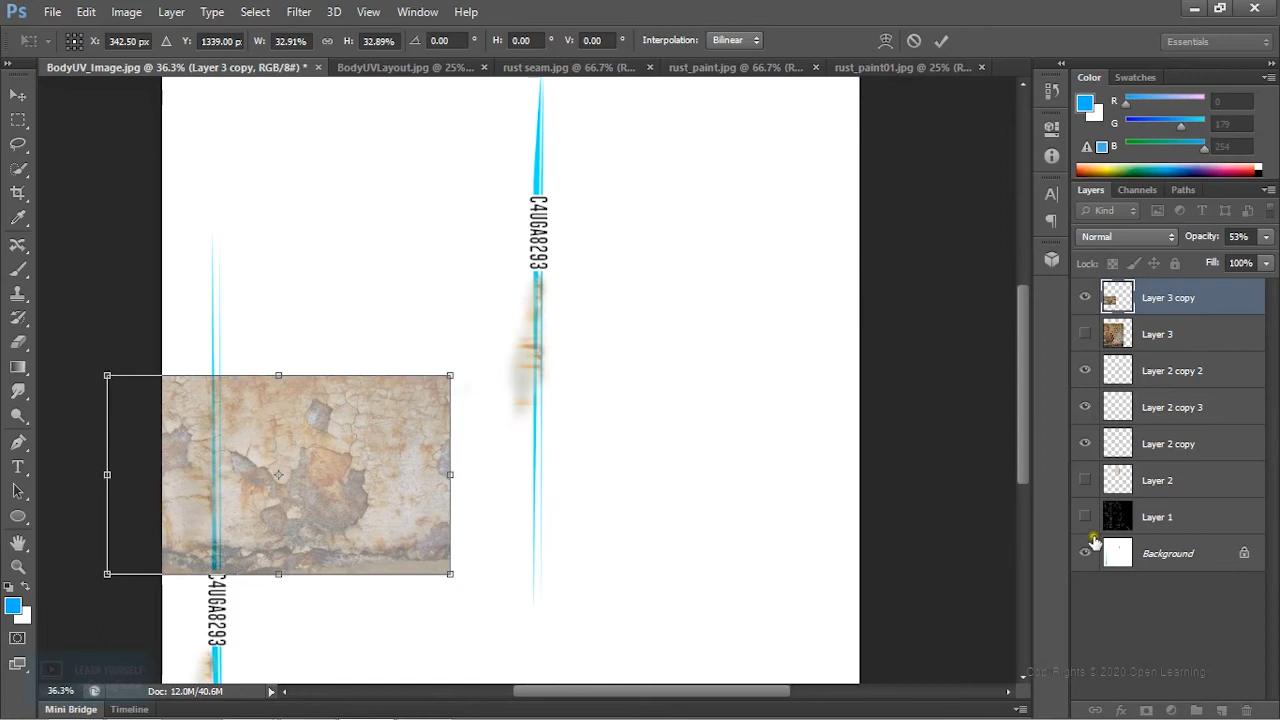 Ps File Edit Image Layer Type Select Filter 3D View Window Help
X: 342.50 px Y: 1339.00 px W: 32.91% H: 32.89% 0.00 ° H: 0.00 ° V: 0.00 ° Interpolation: Bilinear Essentials
BodyUV_Image.jpg @ 36.3% (Layer 3 copy, RGB/8#) * × BodyUVLayout.jpg @ 25%... × rust seam.jpg @ 66.7% (R... × rust_paint.jpg @ 66.7% (R... × rust_paint01.jpg @ 25% (R... ×
Color Swatches
R 0
G 179
B 254
Layers Channels Paths
Kind
Normal Opacity: 53%
Lock: Fill: 100%
Layer 3 copy
Layer 3
Layer 2 copy 2
Layer 2 copy 3
Layer 2 copy
Layer 2
Layer 1
Background
C4UGA8293
C4UGA8293
LEARN YOURSELF
Cop Rights © 2020 Open Learning
36.3% Doc: 12.0M/40.6M
Mini Bridge Timeline